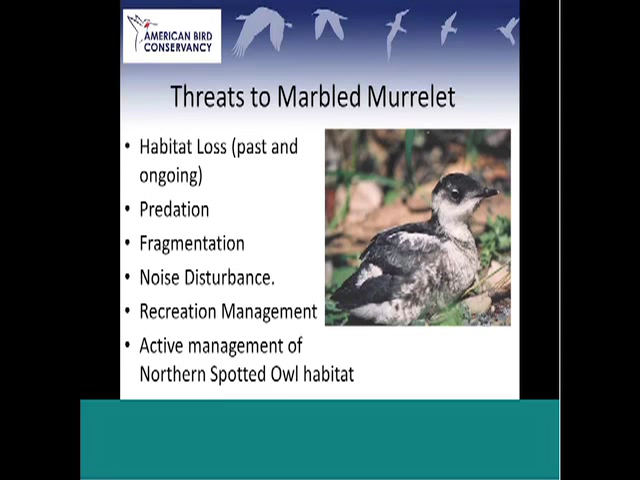 AMERICAN BIRD
CONSERVANCY
Threats to Marbled Murrelet
• Habitat Loss (past and
ongoing)
• Predation
• Fragmentation
• Noise Disturbance.
• Recreation Management
• Active management of
Northern Spotted Owl habitat